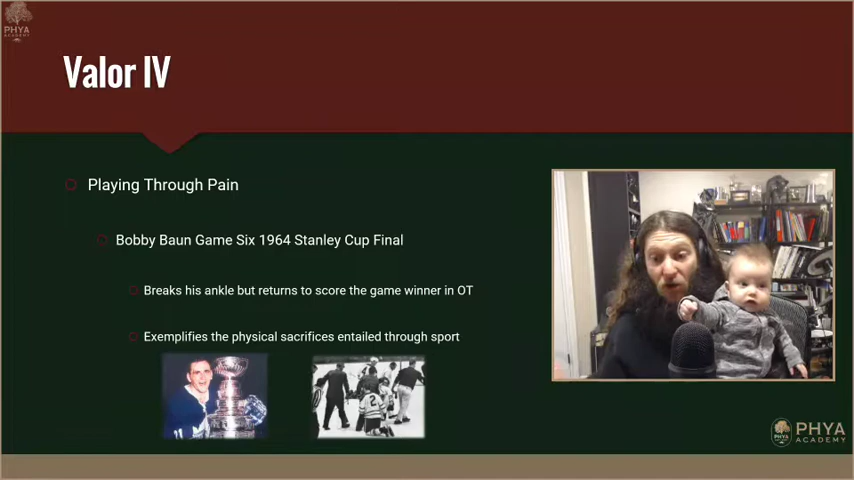 PHYA
ACADEMY
Valor IV
Playing Through Pain
Bobby Baun Game Six 1964 Stanley Cup Final
Breaks his ankle but returns to score the game winner in OT
Exemplifies the physical sacrifices entailed through sport
PHYA
ACADEMY